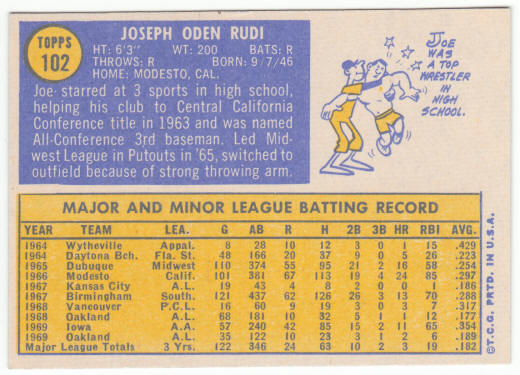 TOPPS
102
JOSEPH ODEN RUDI
HT: 6'3" WT: 200 BATS: R
THROWS: R BORN: 9/7/46
HOME: MODESTO, CAL.
Joe starred at 3 sports in high school,
helping his club to Central California
Conference title in 1963 and was named
All-Conference 3rd baseman. Led Mid-
west League in Putouts in '65, switched to
outfield because of strong throwing arm.
JOE
WAS
A TOP
WRESTLER
IN
HIGH
SCHOOL.
MAJOR AND MINOR LEAGUE BATTING RECORD
YEAR TEAM LEA. G AB R H 2B 3B HR RBI AVG.
1964 Wytheville Appal. 8 28 10 12 3 0 1 15 .429
1964 Daytona Bch. Fla. St. 48 166 20 37 9 0 5 26 .223
1965 Dubuque Midwest 110 374 55 95 21 2 16 58 .254
1966 Modesto Calif. 101 381 67 113 19 4 24 85 .297
1967 Kansas City A.L. 19 43 4 8 2 0 0 1 .186
1967 Birmingham South. 121 437 62 126 26 3 13 70 .288
1968 Vancouver P.C.L. 16 60 9 19 3 0 3 7 .317
1968 Oakland A.L. 68 181 10 32 5 1 1 12 .177
1969 Iowa A.A. 57 240 42 85 15 2 11 65 .354
1969 Oakland A.L. 35 122 10 23 3 1 2 6 .189
Major League Totals 3 Yrs. 122 346 24 63 10 2 3 19 .182
©T.C.G. PRTD. IN U.S.A.